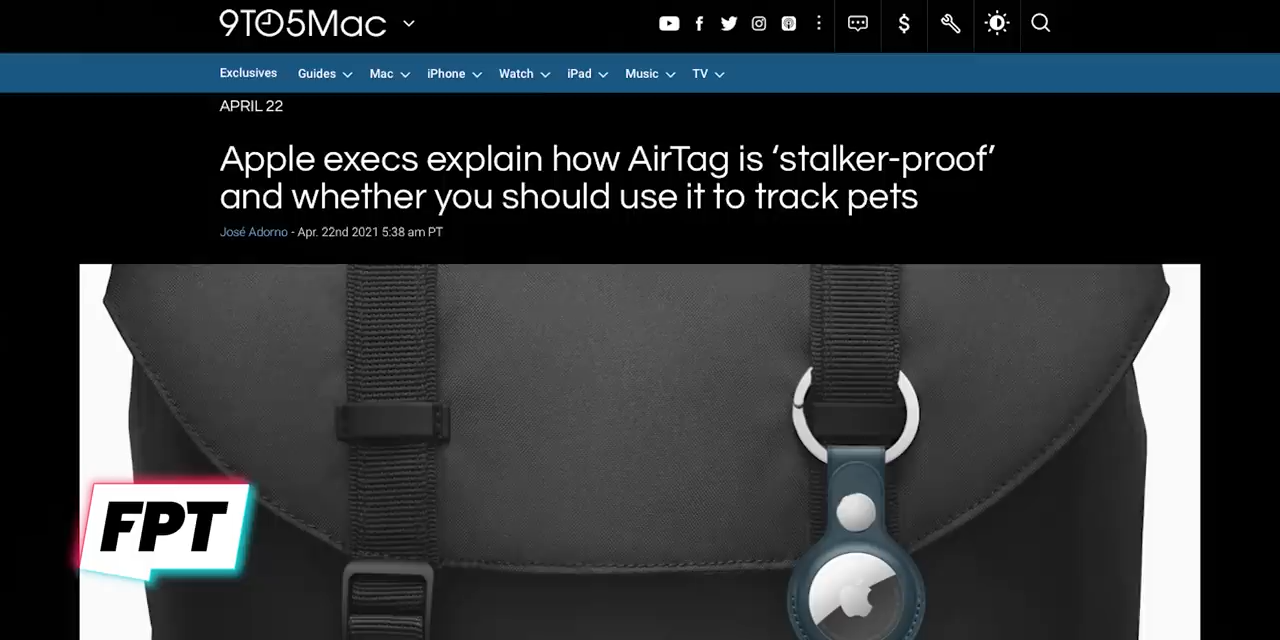 9TO5Mac
Exclusives Guides Mac iPhone Watch iPad Music TV
APRIL 22
Apple execs explain how AirTag is ‘stalker-proof’
and whether you should use it to track pets
José Adorno - Apr. 22nd 2021 5:38 am PT
FPT